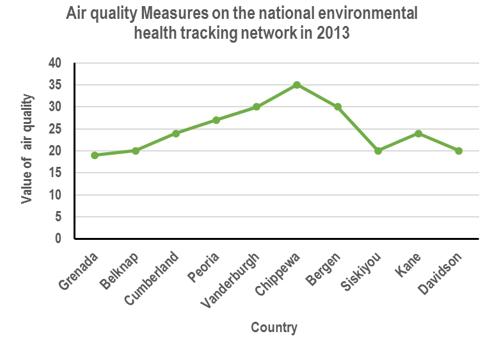 Air quality Measures on the national environmental
health tracking network in 2013
Value of air quality
40
35
30
25
20
15
10
5
0
Grenada
Belknap
Cumberland
Peoria
Vanderburgh
Chippewa
Bergen
Siskiyou
Kane
Davidson
Country